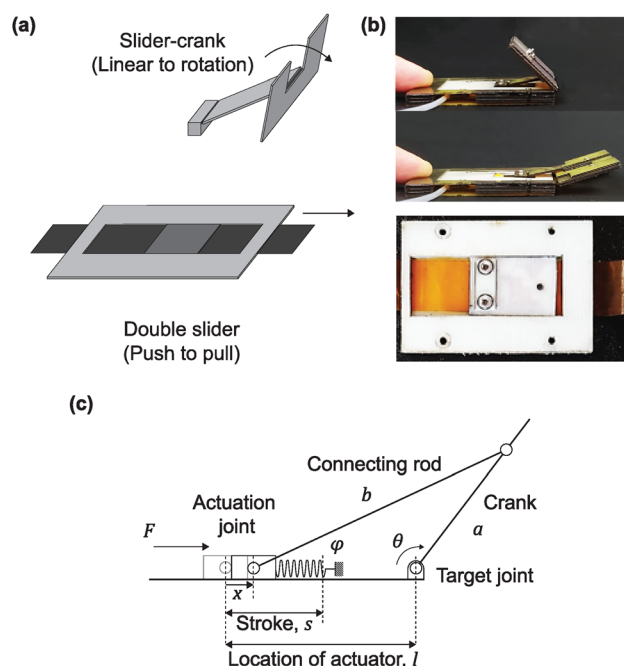 (a)
Slider-crank
(Linear to rotation)
Double slider
(Push to pull)
(b)
(c)
Connecting rod
b
Actuation
joint
Crank
a
F
φ
θ
Target joint
x
Stroke, s
Location of actuator, l